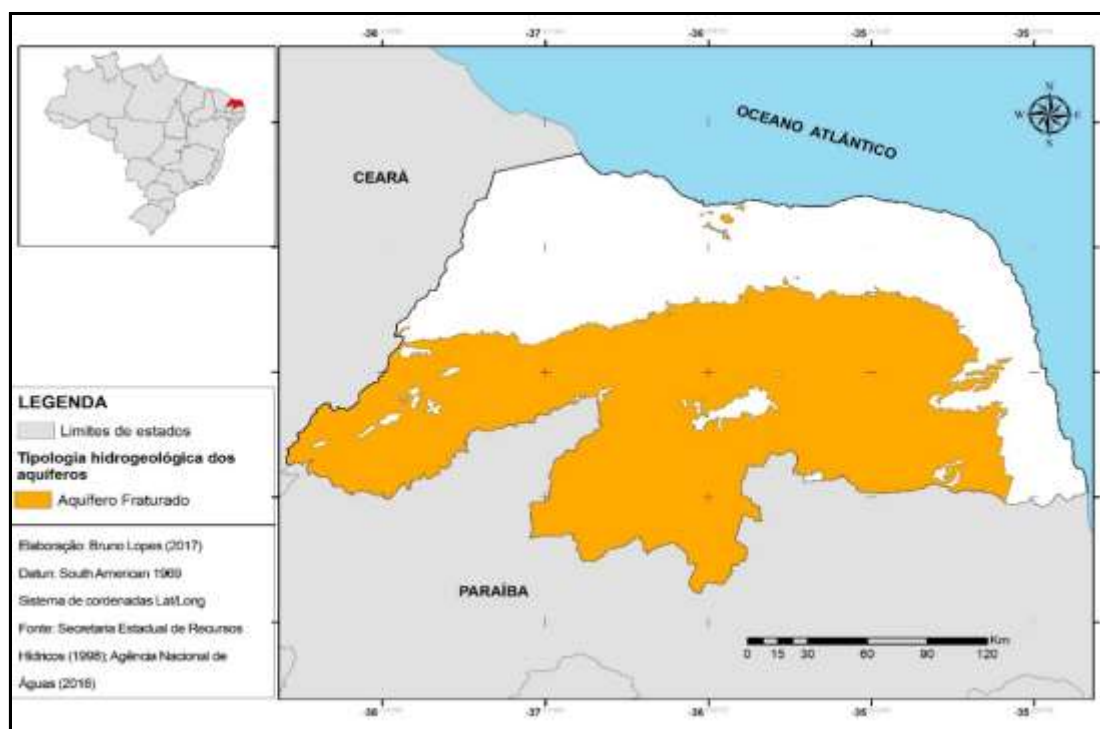 -38 -37 -36 -35 -35
OCEANO ATLÂNTICO
N
W E
S
CEARÁ
PARAÍBA
Km
0 15 30 60 90 120
-38 -37 -36 -35 -35
LEGENDA
Limites de estados
Tipologia hidrogeológica dos
aquíferos
Aquífero Fraturado
Elaboração: Bruno Lopes (2017)
Datun: South American 1969
Sistema de cordenadas Lat/Long
Fonte: Secretaria Estadual de Recursos
Hídricos (1998); Agência Nacional de
Águas (2016)